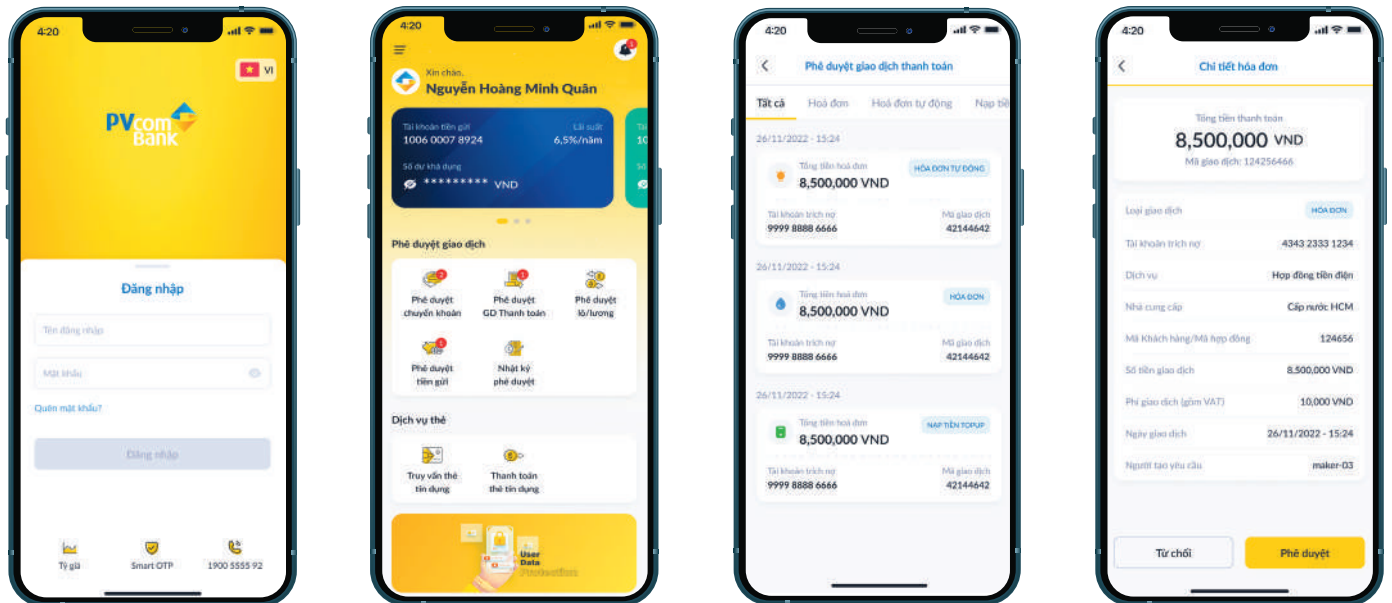 4:20
VI
PVcom
Bank
Đăng nhập
Tên đăng nhập
Mật khẩu
Quên mật khẩu?
Đăng nhập
Tỷ giá
Smart OTP
1900 5555 92
4:20
1
Xin chào,
Nguyễn Hoàng Minh Quân
Tài khoản tiền gửi
Lãi suất
1006 0007 8924
6,5%/năm
Số dư khả dụng
********* VND
Tà
10
Số
Phê duyệt giao dịch
2
Phê duyệt
chuyển khoản
1
Phê duyệt
GD Thanh toán
Phê duyệt
lô/lương
1
Phê duyệt
tiền gửi
Nhật ký
phê duyệt
Dịch vụ thẻ
Truy vấn thẻ
tín dụng
Thanh toán
thẻ tín dụng
User
Data
Protection
4:20
Phê duyệt giao dịch thanh toán
Tất cả
Hoá đơn
Hoá đơn tự động
Nạp tiề
26/11/2022 - 15:24
Tổng tiền hoá đơn
HÓA ĐƠN TỰ ĐỘNG
8,500,000 VND
Tài khoản trích nợ
Mã giao dịch
9999 8888 6666
42144642
26/11/2022 - 15:24
Tổng tiền hoá đơn
HÓA ĐƠN
8,500,000 VND
Tài khoản trích nợ
Mã giao dịch
9999 8888 6666
42144642
26/11/2022 - 15:24
Tổng tiền hoá đơn
NẠP TIỀN TOPUP
8,500,000 VND
Tài khoản trích nợ
Mã giao dịch
9999 8888 6666
42144642
4:20
Chi tiết hóa đơn
Tổng tiền thanh toán
8,500,000 VND
Mã giao dịch: 124256466
Loại giao dịch
HÓA ĐƠN
Tài khoản trích nợ
4343 2333 1234
Dịch vụ
Hợp đồng tiền điện
Nhà cung cấp
Cấp nước HCM
Mã Khách hàng/Mã hợp đồng
124656
Số tiền giao dịch
8,500,000 VND
Phí giao dịch (gồm VAT)
10,000 VND
Ngày giao dịch
26/11/2022 - 15:24
Người tạo yêu cầu
maker-03
Từ chối
Phê duyệt